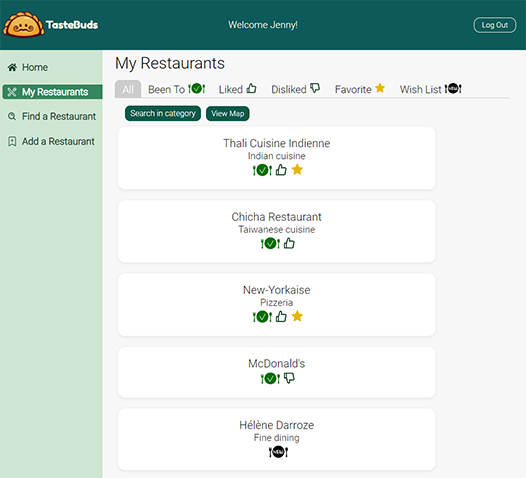 TasteBuds
Welcome Jenny!
Log Out
Home
My Restaurants
Find a Restaurant
Add a Restaurant
My Restaurants
All Been To Liked Disliked Favorite Wish List NEW
Search in category View Map
Thali Cuisine Indienne
Indian cuisine
Chicha Restaurant
Taiwanese cuisine
New-Yorkaise
Pizzeria
McDonald's
Hélène Darroze
Fine dining
NEW